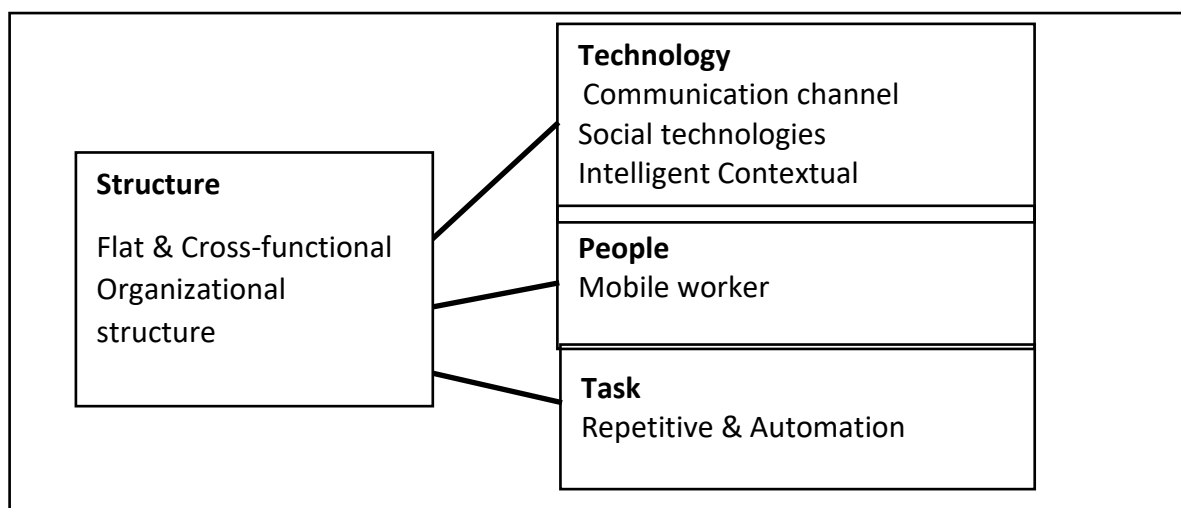 Structure
Flat & Cross-functional
Organizational
structure
Technology
Communication channel
Social technologies
Intelligent Contextual
People
Mobile worker
Task
Repetitive & Automation